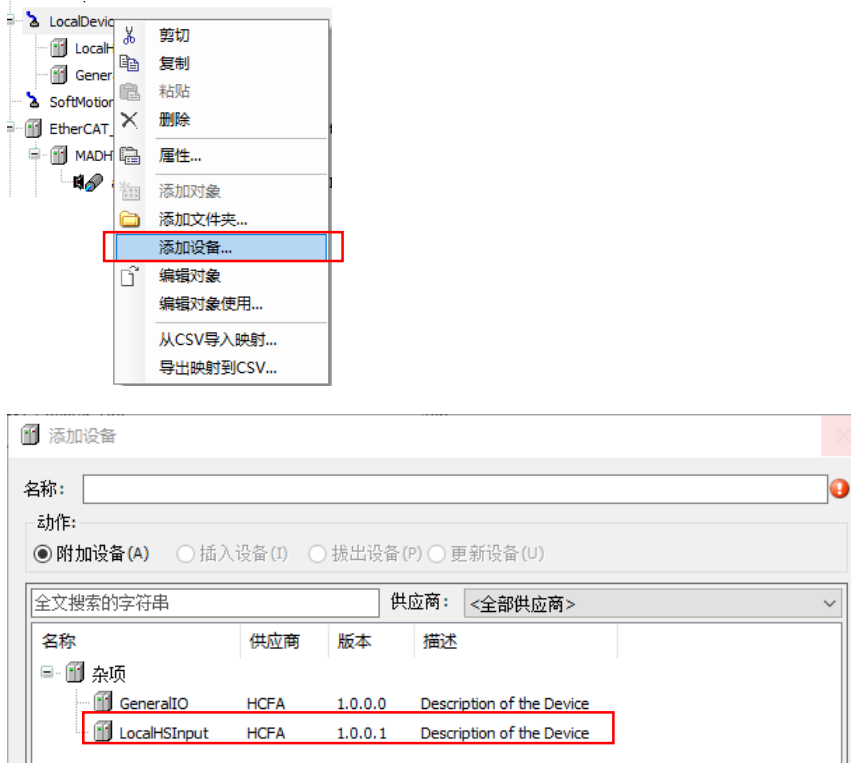 LocalDevic
剪切
LocalH
复制
Gener
粘贴
SoftMotion
删除
EtherCAT_
MADH
属性...
添加对象
添加文件夹...
添加设备...
编辑对象
编辑对象使用...
从CSV导入映射...
导出映射到CSV...
添加设备
名称:
动作:
附加设备(A) 插入设备(I) 拔出设备(P) 更新设备(U)
全文搜索的字符串 供应商: <全部供应商>
名称 供应商 版本 描述
杂项
GeneralIO HCFA 1.0.0.0 Description of the Device
LocalHSInput HCFA 1.0.0.1 Description of the Device